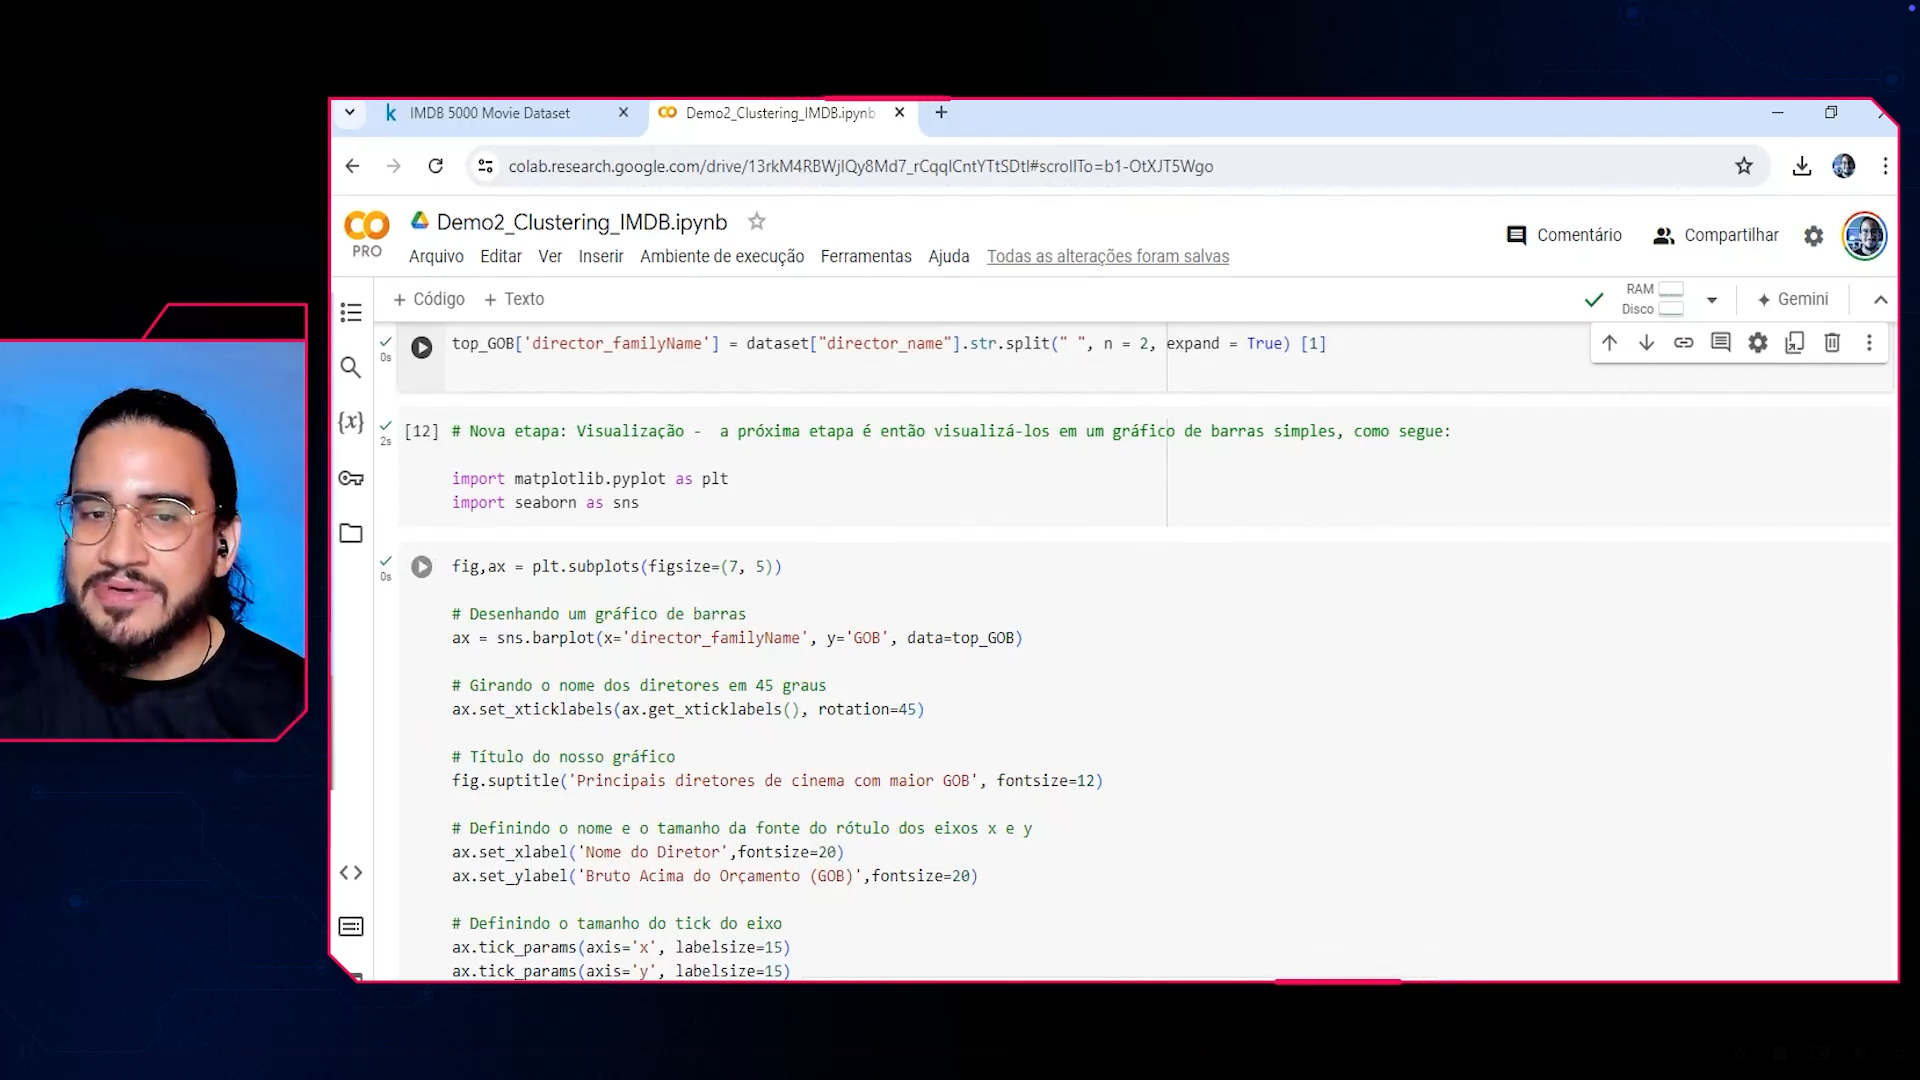 IMDB 5000 Movie Dataset
Demo2_Clustering_IMDB.ipynb
colab.research.google.com/drive/13rkM4RBWjIQy8Md7_rCqqICntYTtSDtI#scrollTo=b1-OtXJT5Wgo
CO
PRO
Demo2_Clustering_IMDB.ipynb
Comentário
Compartilhar
Arquivo Editar Ver Inserir Ambiente de execução Ferramentas Ajuda Todas as alterações foram salvas
+ Código + Texto
RAM
Disco
Gemini
0s
top_GOB['director_familyName'] = dataset["director_name"].str.split(" ", n = 2, expand = True) [1]
{x}
2s
[12] # Nova etapa: Visualização - a próxima etapa é então visualizá-los em um gráfico de barras simples, como segue:
import matplotlib.pyplot as plt
import seaborn as sns
0s
fig,ax = plt.subplots(figsize=(7, 5))
# Desenhando um gráfico de barras
ax = sns.barplot(x='director_familyName', y='GOB', data=top_GOB)
# Girando o nome dos diretores em 45 graus
ax.set_xticklabels(ax.get_xticklabels(), rotation=45)
# Título do nosso gráfico
fig.suptitle('Principais diretores de cinema com maior GOB', fontsize=12)
# Definindo o nome e o tamanho da fonte do rótulo dos eixos x e y
ax.set_xlabel('Nome do Diretor',fontsize=20)
ax.set_ylabel('Bruto Acima do Orçamento (GOB)',fontsize=20)
# Definindo o tamanho do tick do eixo
ax.tick_params(axis='x', labelsize=15)
ax.tick_params(axis='y', labelsize=15)